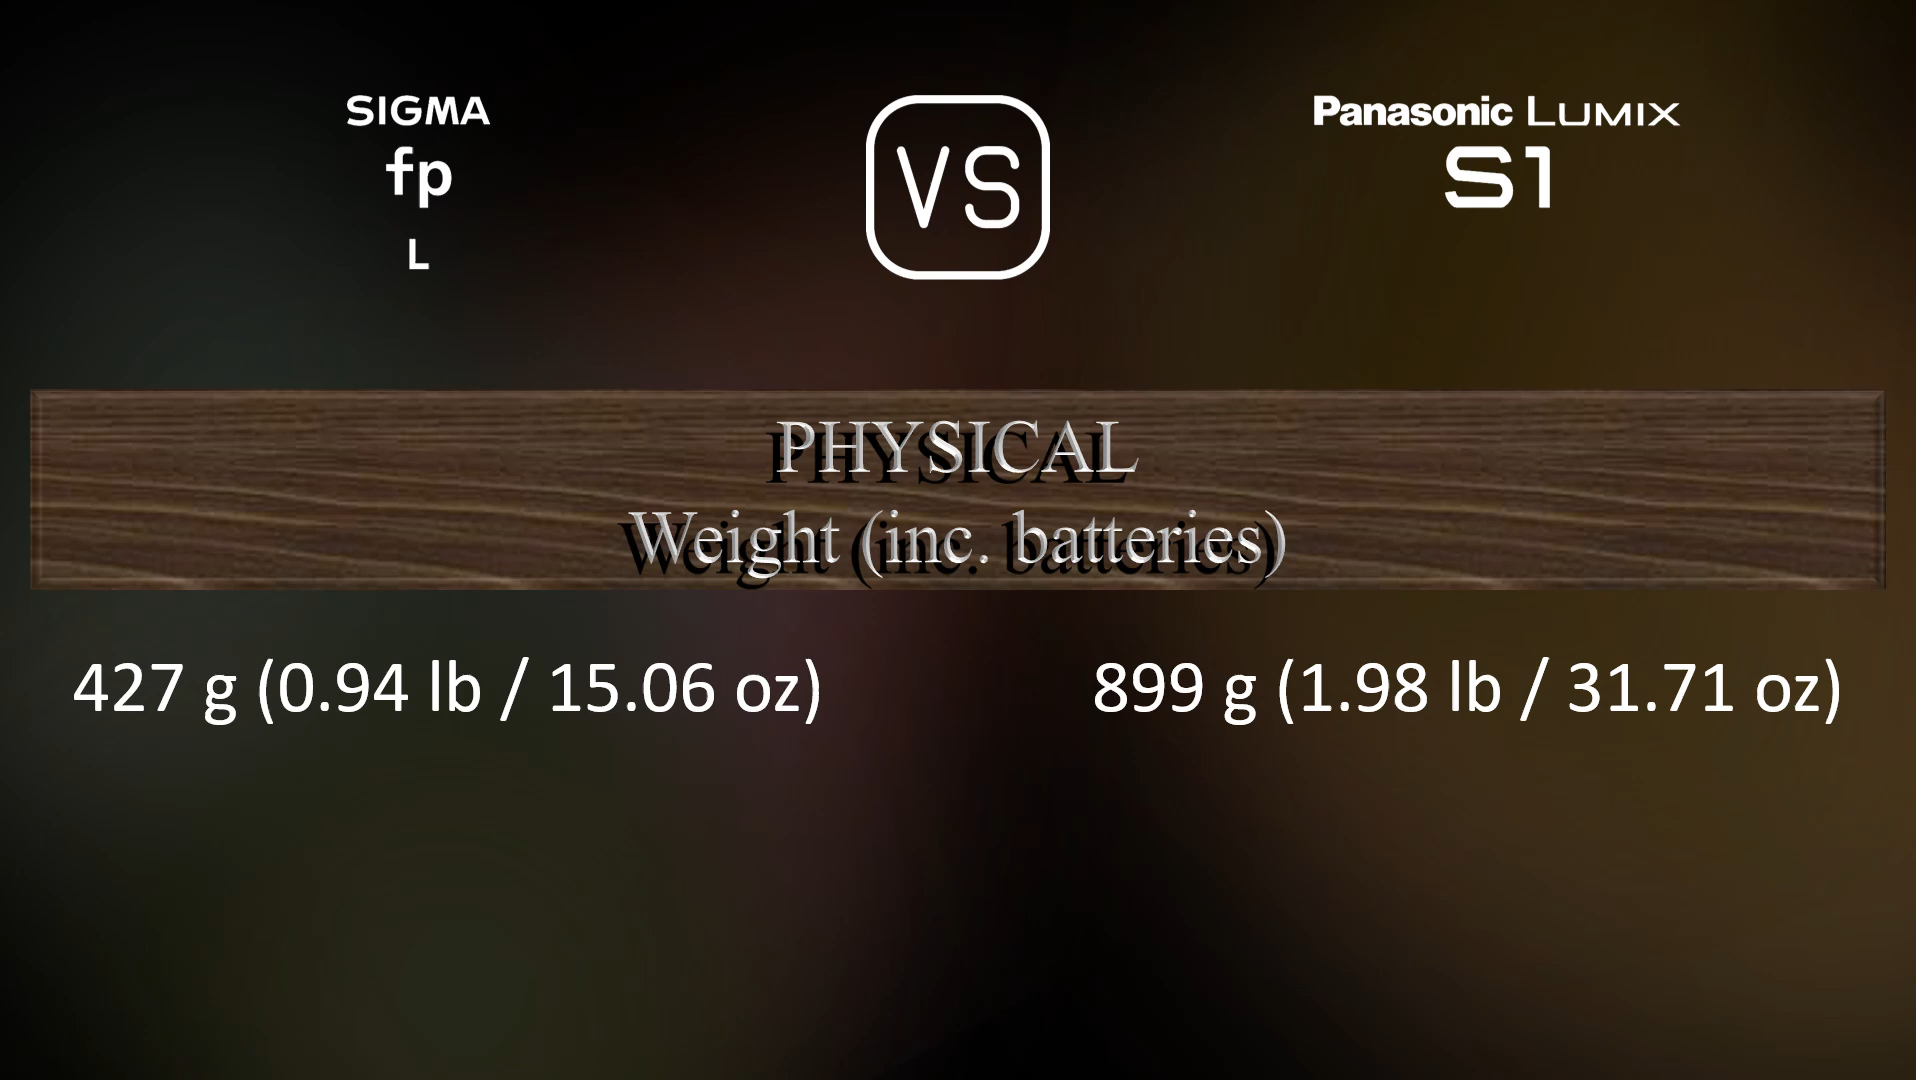 SIGMA
fp
L
VS
Panasonic LUMIX
S1
PHYSICAL
Weight (inc. batteries)
427 g (0.94 lb / 15.06 oz)
899 g (1.98 lb / 31.71 oz)